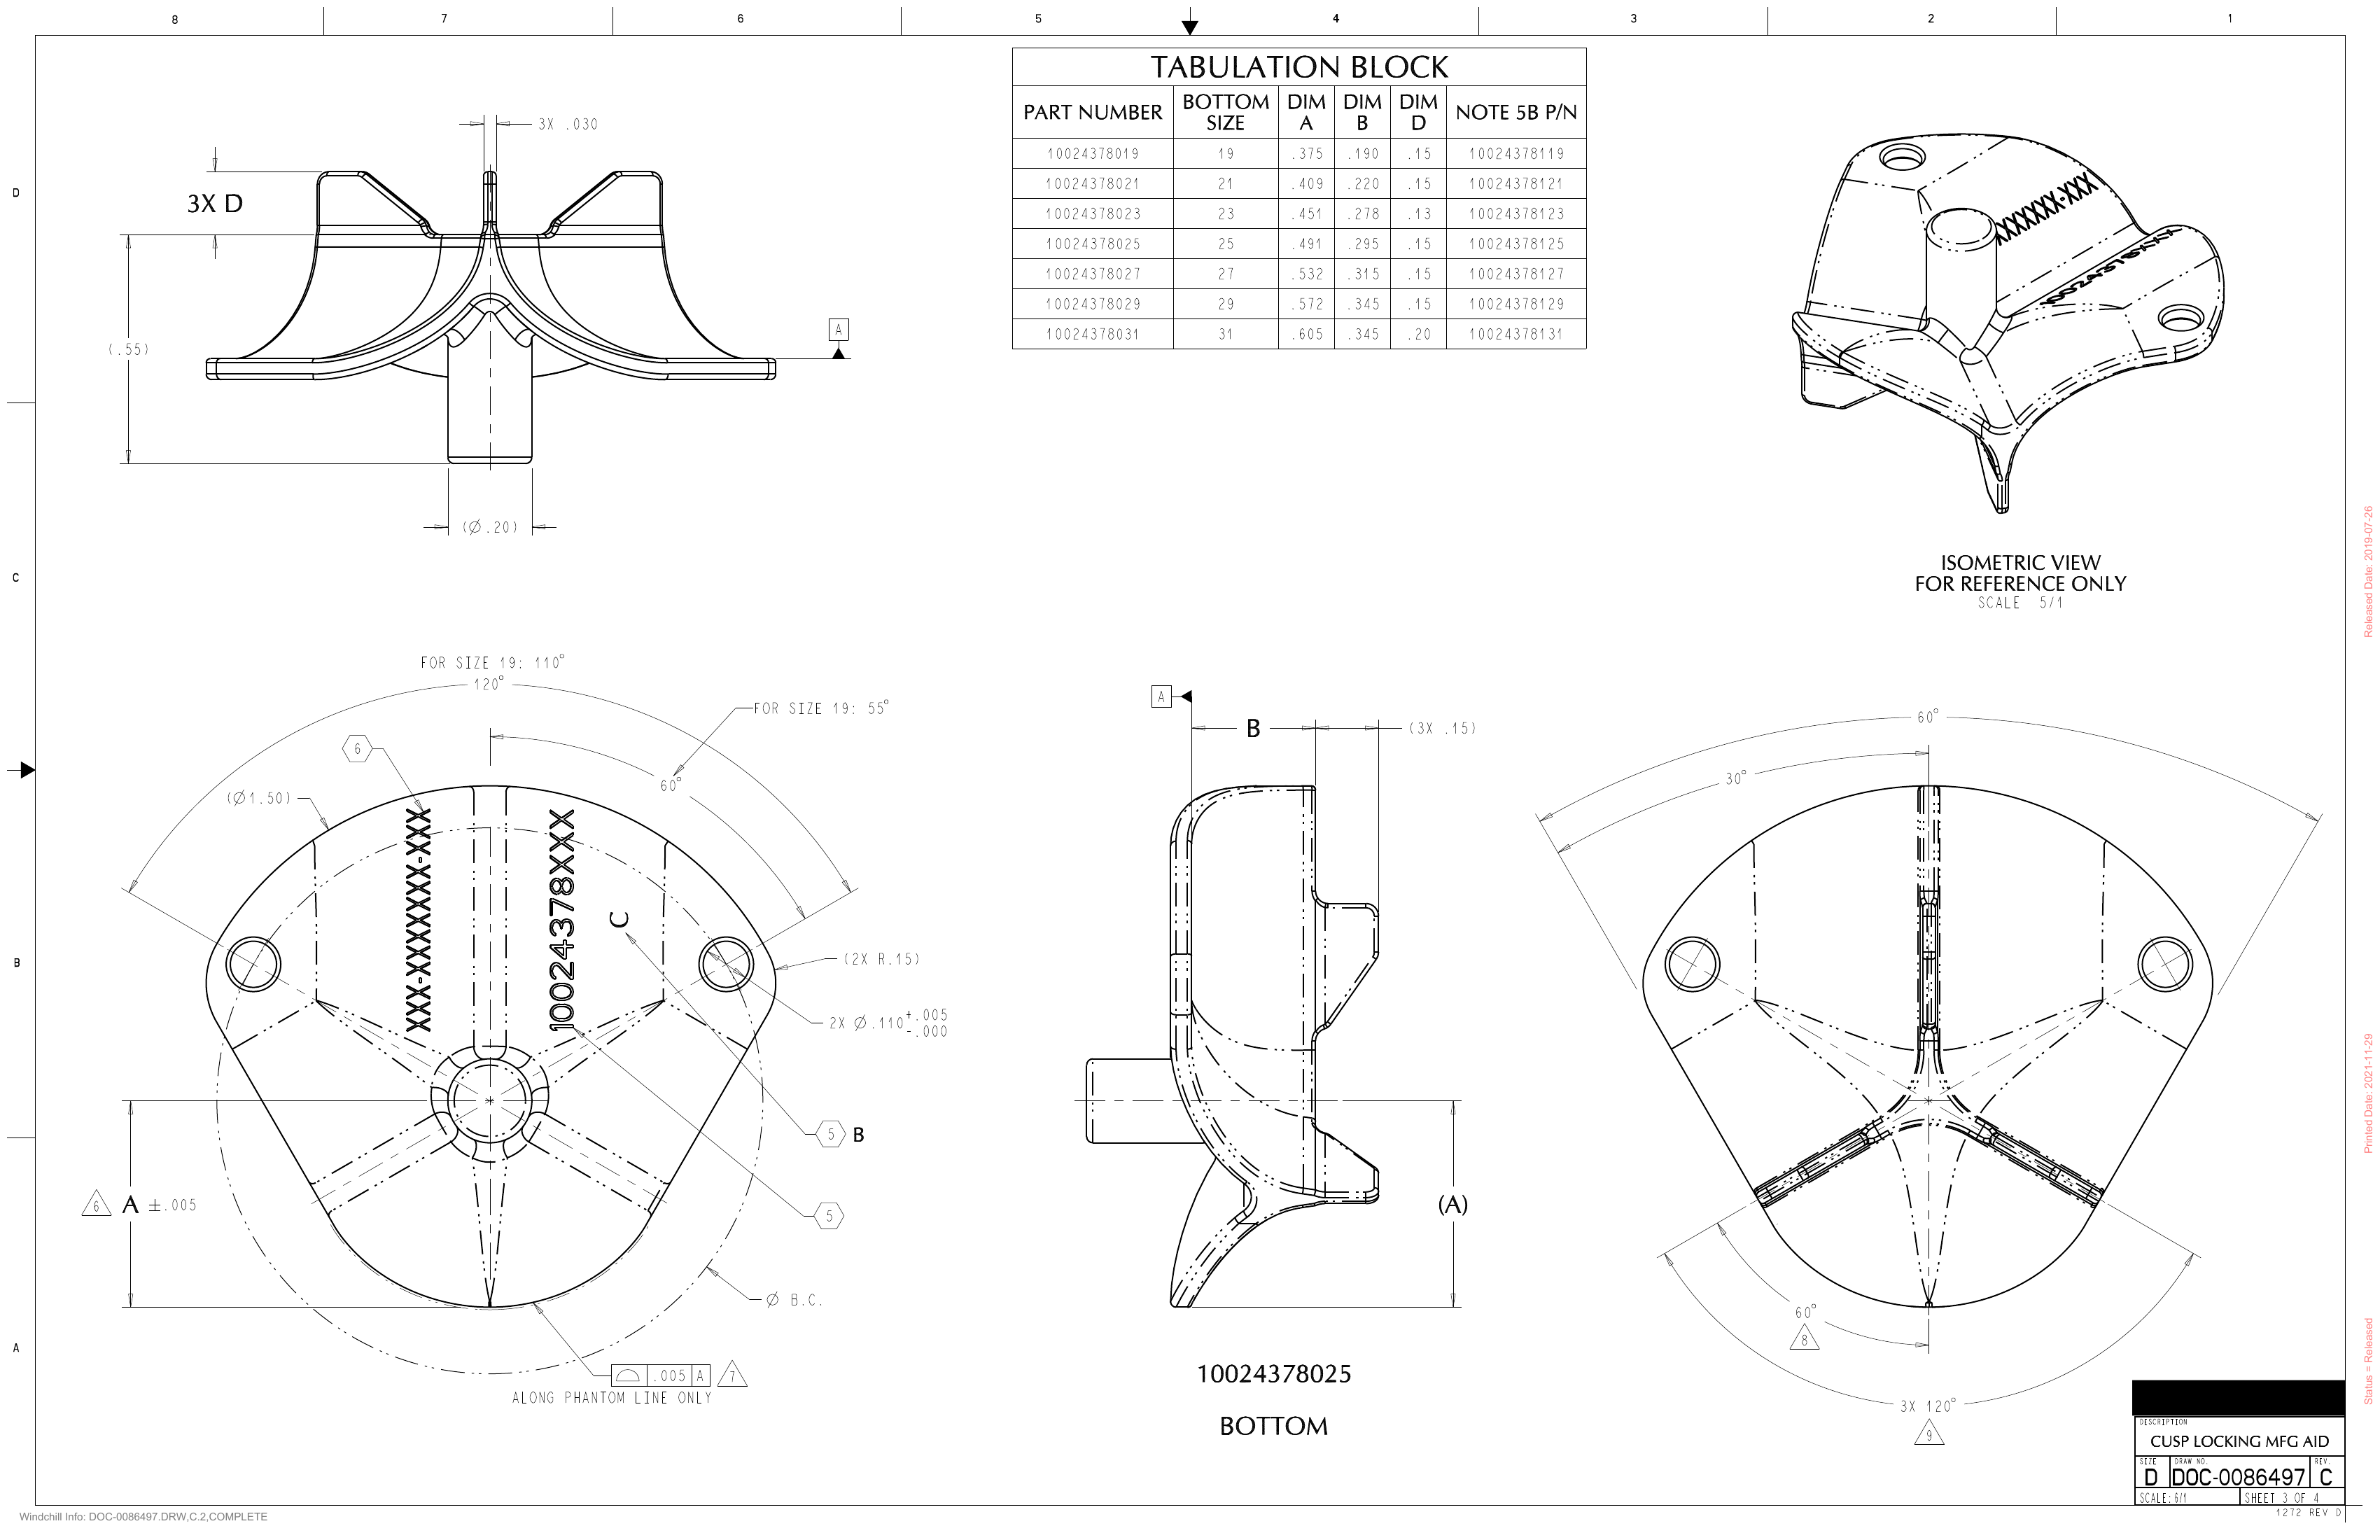 8 7 6 5 4 3 2 1
D
C
B
A
TABULATION BLOCK
PART NUMBER BOTTOM SIZE DIM A DIM B DIM D NOTE 5B P/N
10024378019 19 .375 .190 .15 10024378119
10024378021 21 .409 .220 .15 10024378121
10024378023 23 .451 .278 .13 10024378123
10024378025 25 .491 .295 .15 10024378125
10024378027 27 .532 .315 .15 10024378127
10024378029 29 .572 .345 .15 10024378129
10024378031 31 .605 .345 .20 10024378131
3X .030
3X D
(.55)
A
(Ø.20)
XXXXXX-XXX
ISOMETRIC VIEW
FOR REFERENCE ONLY
SCALE 5/1
FOR SIZE 19: 110°
120°
FOR SIZE 19: 55°
60°
6
(Ø1.50)
XXX-XXXXXXX-XXX
10024378XXX
C
(2X R.15)
2X Ø.110 +.005
-.000
5 B
5
6 A ±.005
Ø B.C.
.005 A 7
ALONG PHANTOM LINE ONLY
A
B
(3X .15)
(A)
10024378025
BOTTOM
60°
30°
60°
8
3X 120°
9
DESCRIPTION
CUSP LOCKING MFG AID
SIZE DRAW NO. REV.
D DOC-0086497 C
SCALE: 6/1 SHEET 3 OF 4
1272 REV D
Windchill Info: DOC-0086497.DRW,C.2,COMPLETE
Released Date: 2019-07-26
Printed Date: 2021-11-29
Status = Released